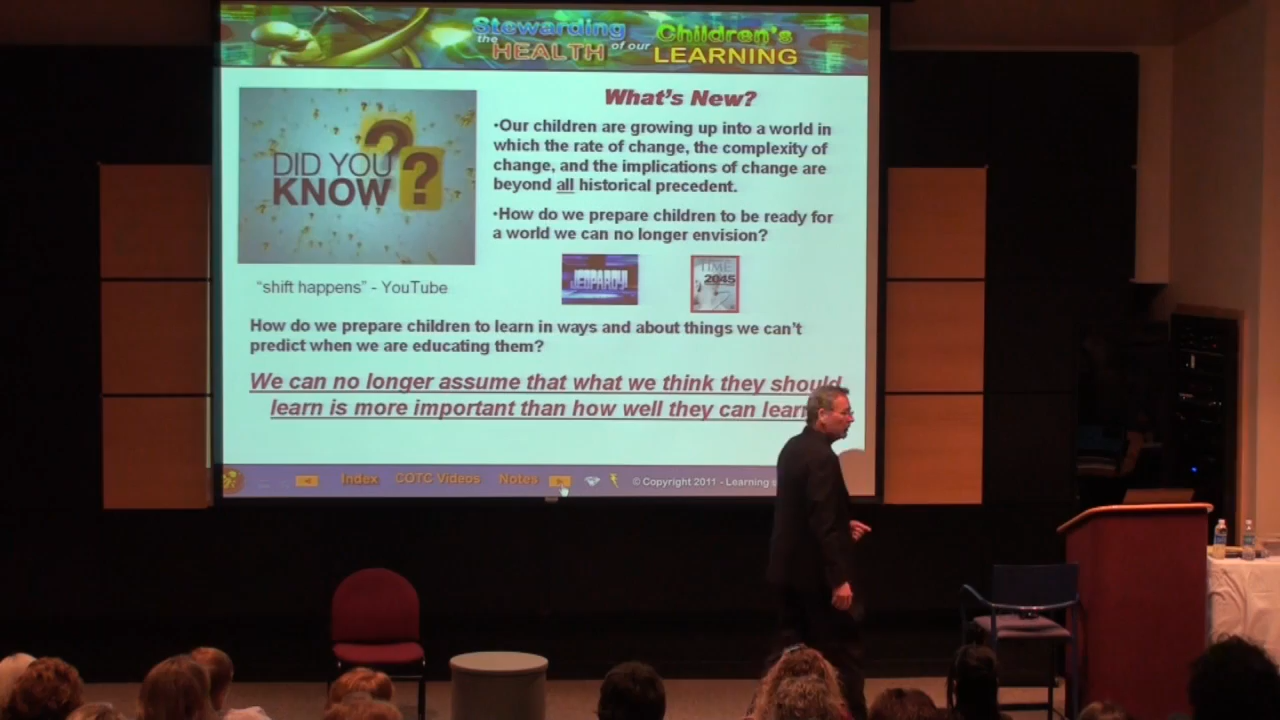 Stewarding the HEALTH of our Children's LEARNING
What's New?
DID YOU
KNOW ??
•Our children are growing up into a world in
which the rate of change, the complexity of
change, and the implications of change are
beyond all historical precedent.
•How do we prepare children to be ready for
a world we can no longer envision?
JEOPARDY!
TIME
2045
"shift happens" - YouTube
How do we prepare children to learn in ways and about things we can't
predict when we are educating them?
We can no longer assume that what we think they should
learn is more important than how well they can learn
Index COTC Videos Notes © Copyright 2011 - Learning